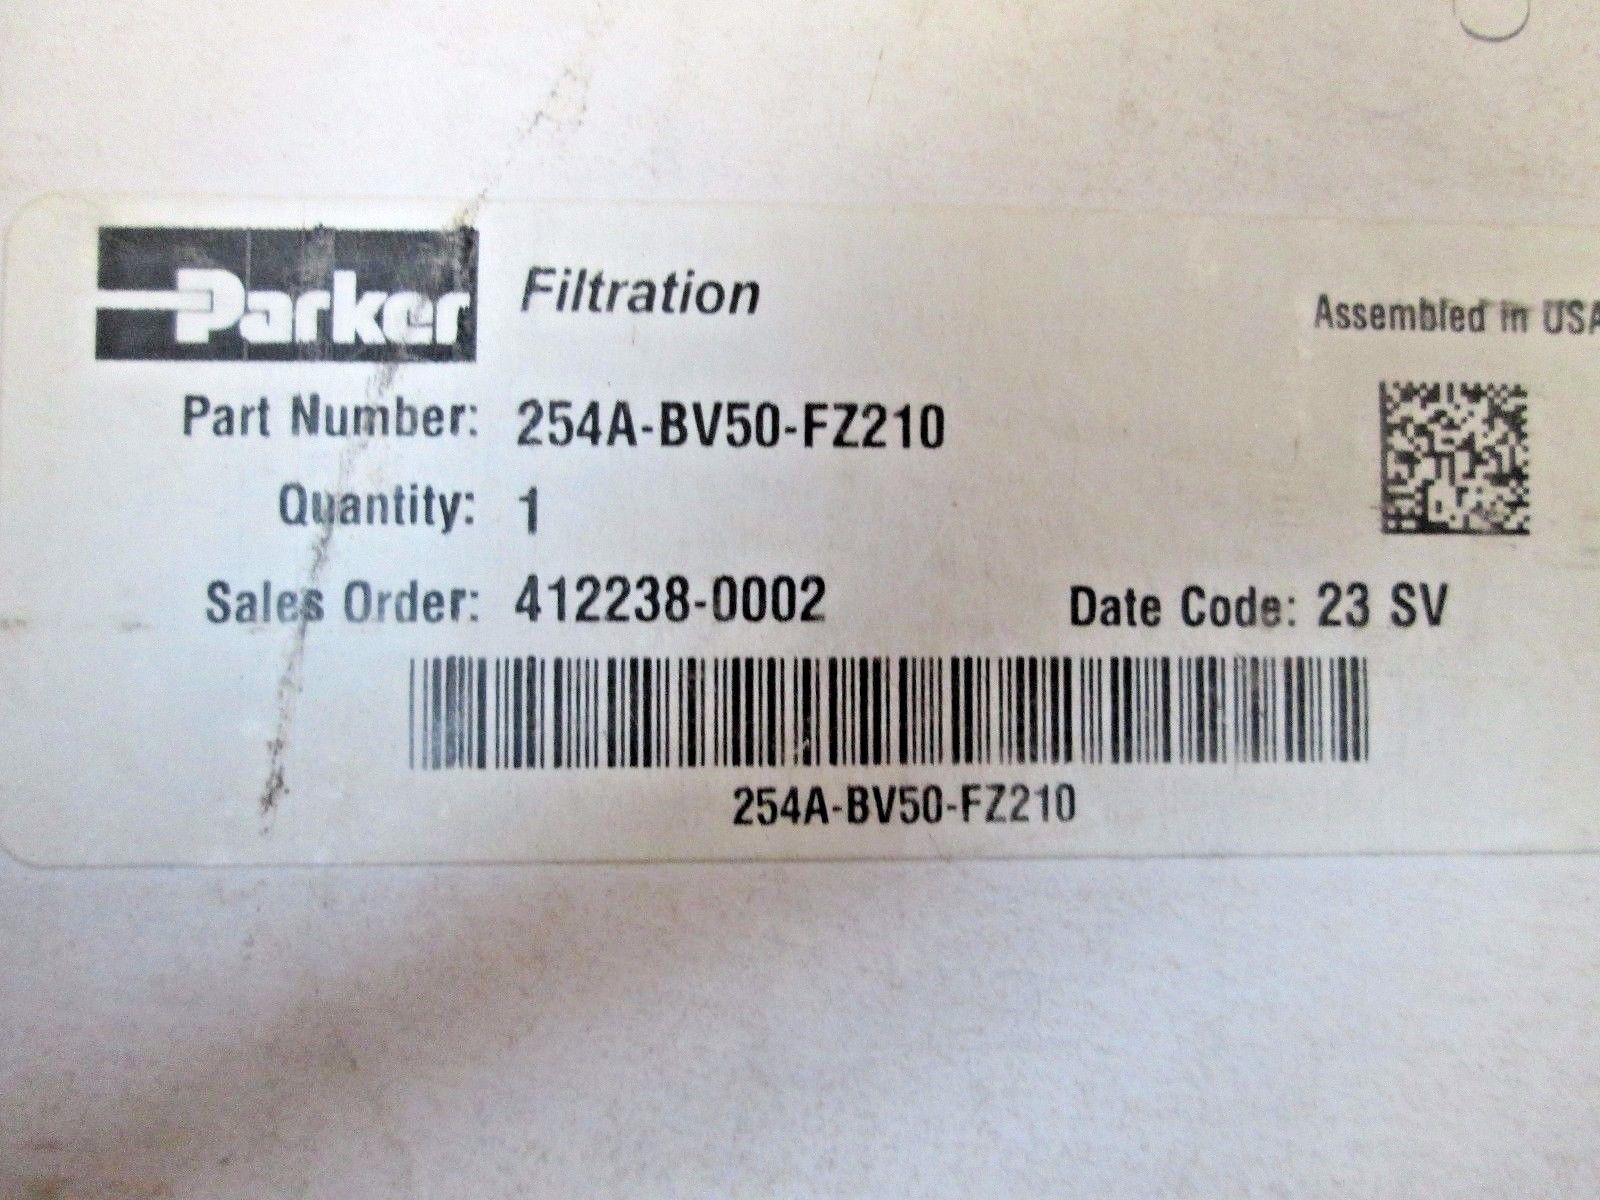 Parker Filtration
Assembled in USA
Part Number: 254A-BV50-FZ210
Quantity: 1
Sales Order: 412238-0002 Date Code: 23 SV
254A-BV50-FZ210